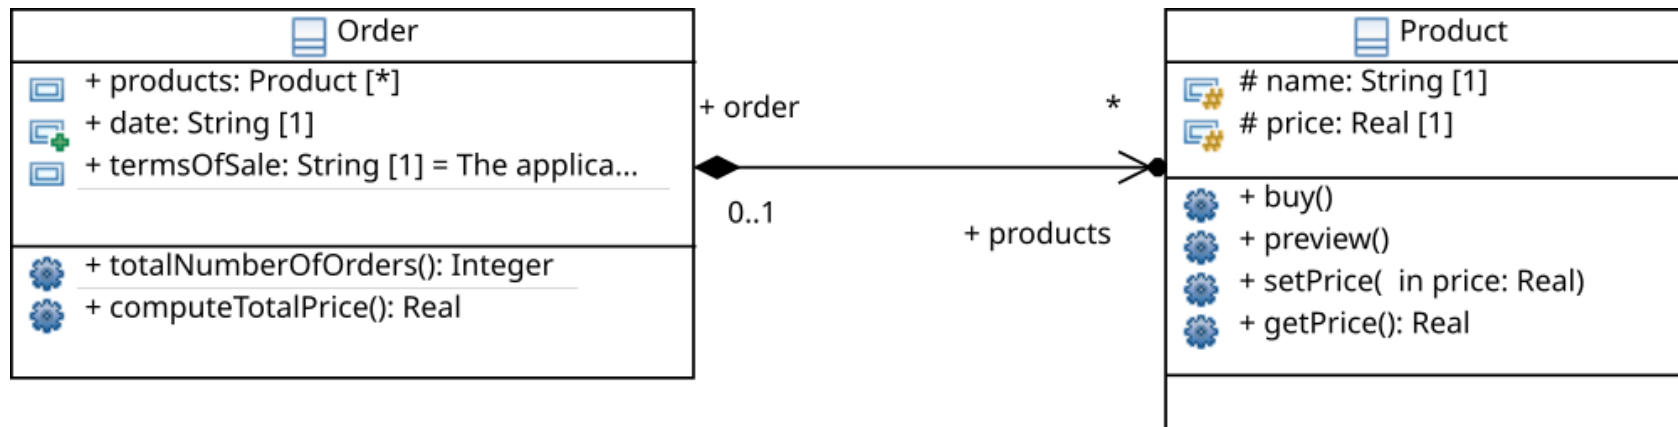 Order
+ products: Product [*]
+ date: String [1]
+ termsOfSale: String [1] = The applica...
+ totalNumberOfOrders(): Integer
+ computeTotalPrice(): Real
+ order
*
0..1
+ products
Product
# name: String [1]
# price: Real [1]
+ buy()
+ preview()
+ setPrice(  in price: Real)
+ getPrice(): Real